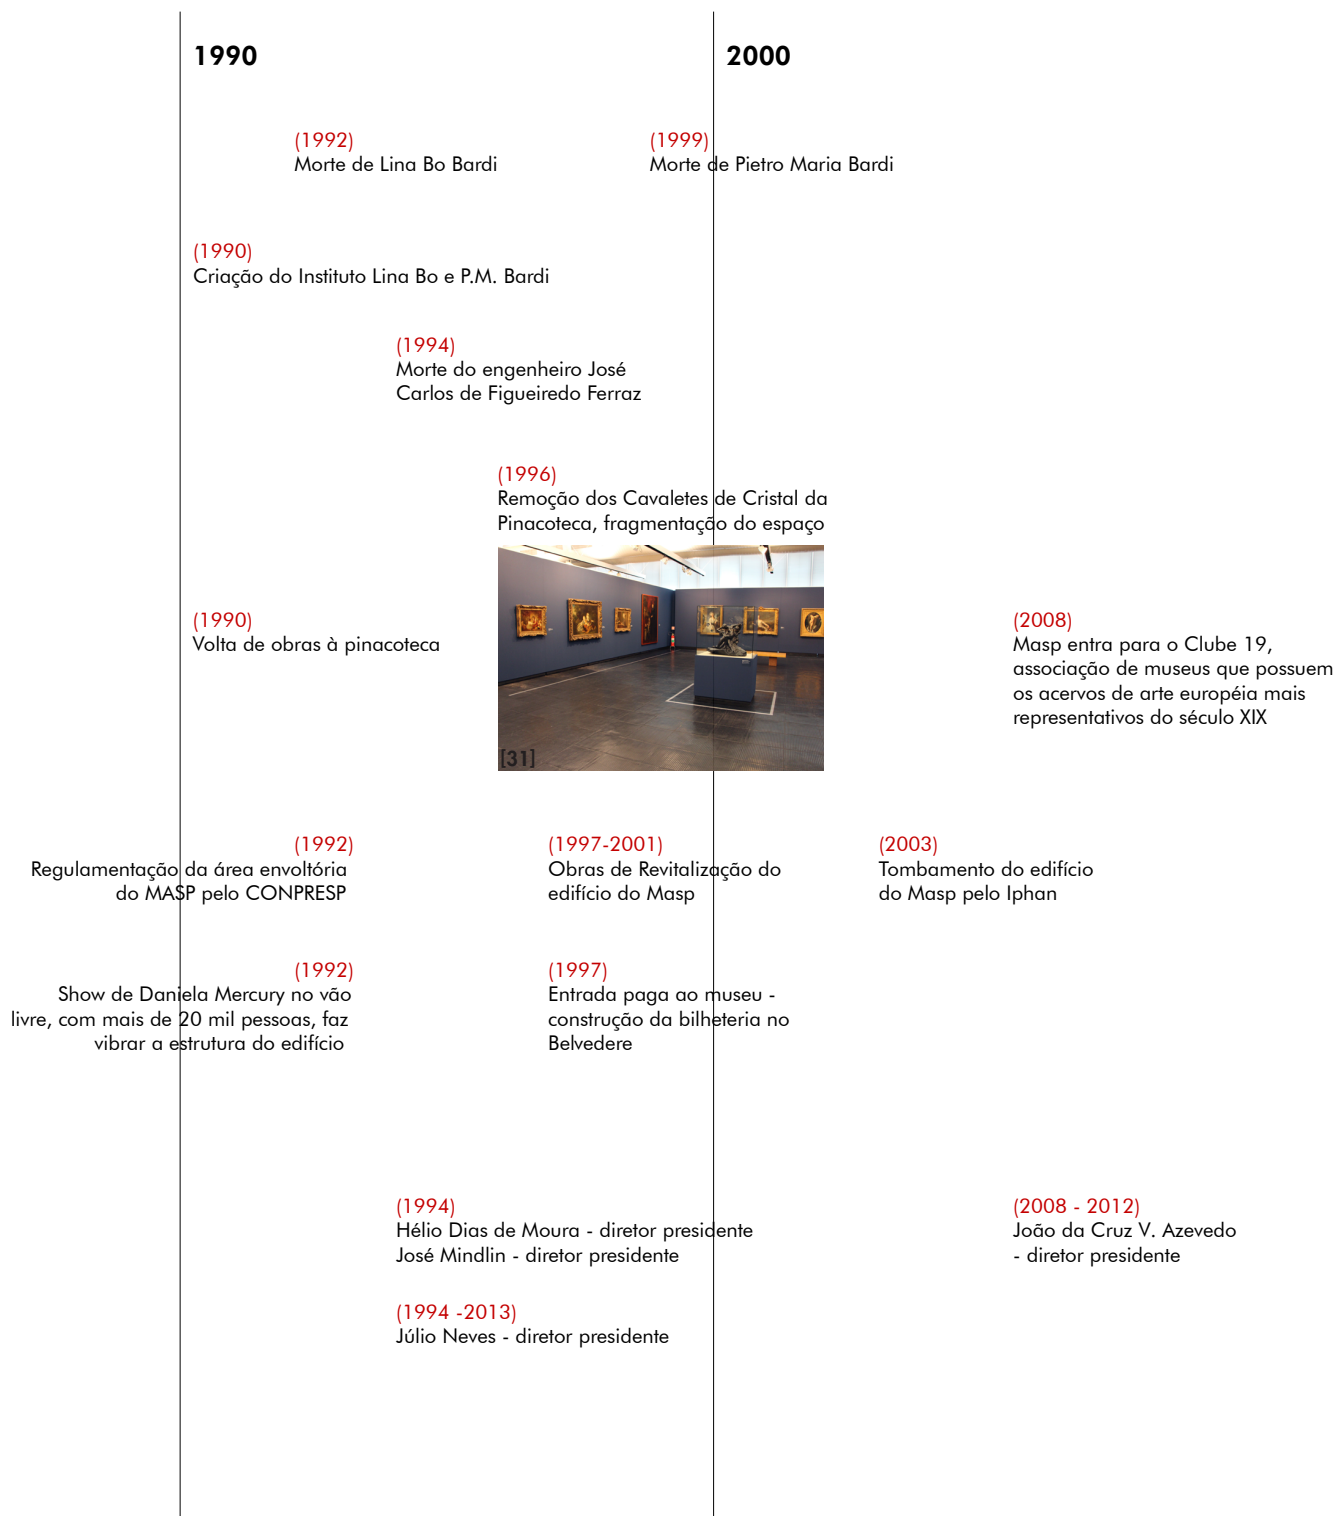 1990
2000
(1992)
Morte de Lina Bo Bardi
(1999)
Morte de Pietro Maria Bardi
(1990)
Criação do Instituto Lina Bo e P.M. Bardi
(1994)
Morte do engenheiro José
Carlos de Figueiredo Ferraz
(1996)
Remoção dos Cavaletes de Cristal da
Pinacoteca, fragmentação do espaço
[31]
(1990)
Volta de obras à pinacoteca
(2008)
Masp entra para o Clube 19,
associação de museus que possuem
os acervos de arte européia mais
representativos do século XIX
(1992)
Regulamentação da área envoltória
do MASP pelo CONPRESP
(1997-2001)
Obras de Revitalização do
edifício do Masp
(2003)
Tombamento do edifício
do Masp pelo Iphan
(1992)
Show de Daniela Mercury no vão
livre, com mais de 20 mil pessoas, faz
vibrar a estrutura do edifício
(1997)
Entrada paga ao museu -
construção da bilheteria no
Belvedere
(1994)
Hélio Dias de Moura - diretor presidente
José Mindlin - diretor presidente
(2008 - 2012)
João da Cruz V. Azevedo
- diretor presidente
(1994 -2013)
Júlio Neves - diretor presidente